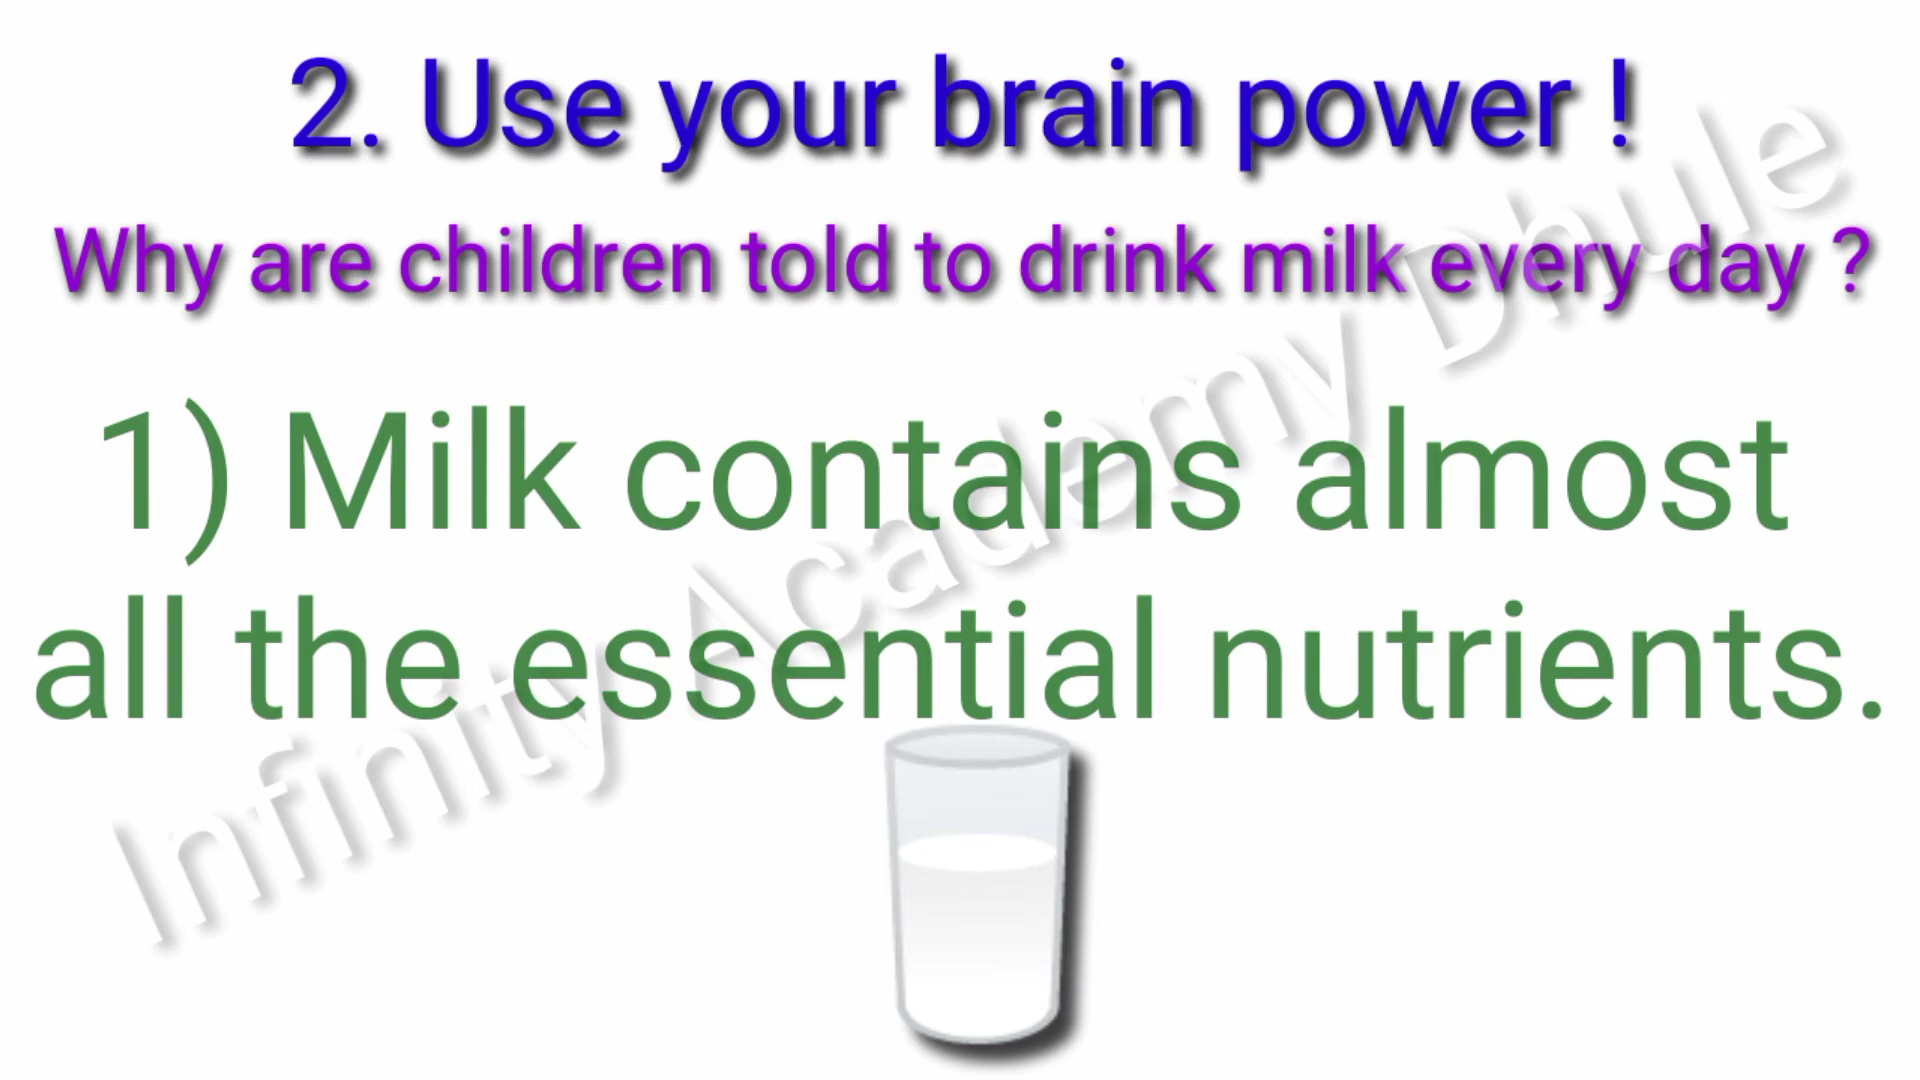 2. Use your brain power !
Why are children told to drink milk every day ?
1) Milk contains almost
all the essential nutrients.
Infinity Academy Dhule